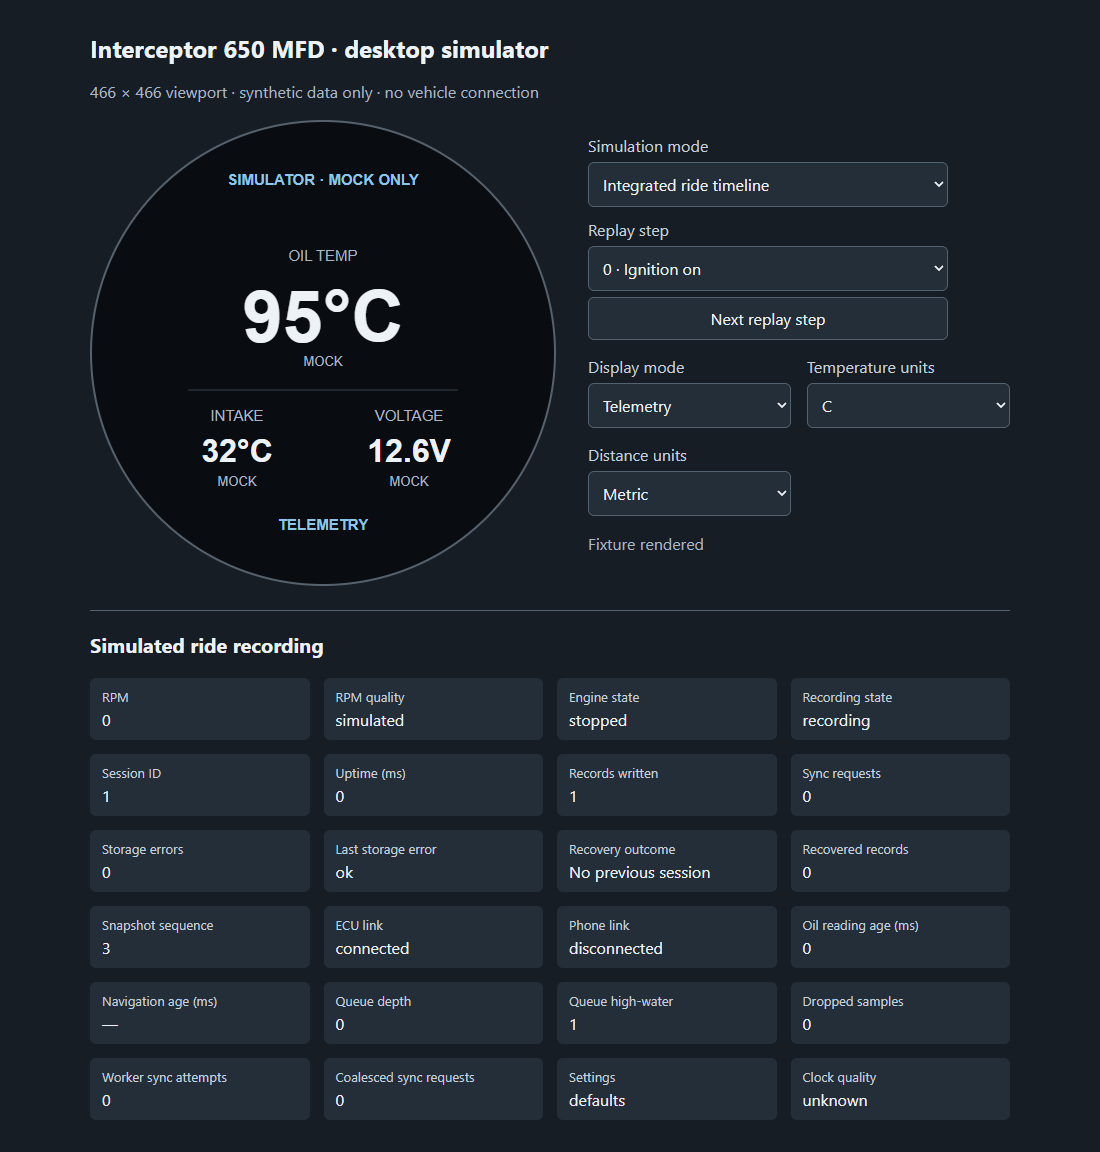 Interceptor 650 MFD · desktop simulator
466 × 466 viewport · synthetic data only · no vehicle connection
SIMULATOR · MOCK ONLY
OIL TEMP
95°C
MOCK
INTAKE
32°C
MOCK
VOLTAGE
12.6V
MOCK
TELEMETRY
Simulation mode
Integrated ride timeline
Replay step
0 · Ignition on
Next replay step
Display mode
Telemetry
Temperature units
C
Distance units
Metric
Fixture rendered
Simulated ride recording
RPM
0
RPM quality
simulated
Engine state
stopped
Recording state
recording
Session ID
1
Uptime (ms)
0
Records written
1
Sync requests
0
Storage errors
0
Last storage error
ok
Recovery outcome
No previous session
Recovered records
0
Snapshot sequence
3
ECU link
connected
Phone link
disconnected
Oil reading age (ms)
0
Navigation age (ms)
—
Queue depth
0
Queue high-water
1
Dropped samples
0
Worker sync attempts
0
Coalesced sync requests
0
Settings
defaults
Clock quality
unknown